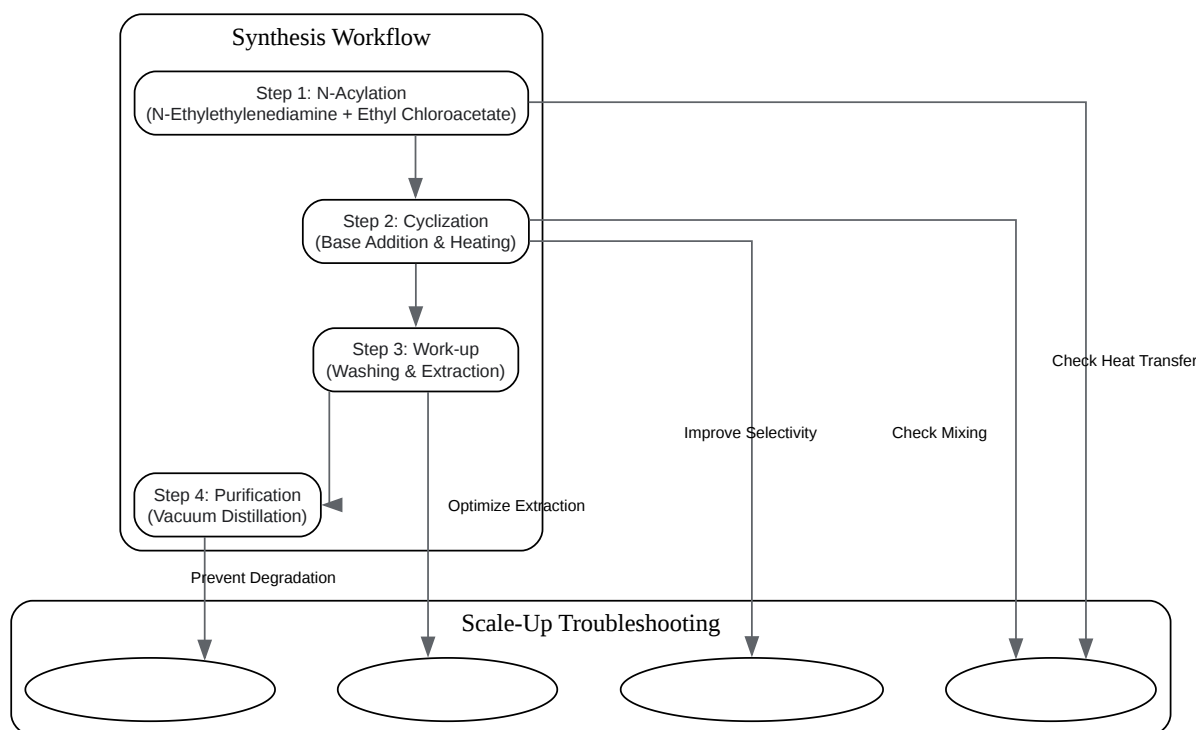 Synthesis Workflow
Step 1: N-Acylation
(N-Ethylethylenediamine + Ethyl Chloroacetate)
Step 2: Cyclization
(Base Addition & Heating)
Step 3: Work-up
(Washing & Extraction)
Check Heat Transfer
Improve Selectivity
Check Mixing
Step 4: Purification
(Vacuum Distillation)
Optimize Extraction
Prevent Degradation
Scale-Up Troubleshooting